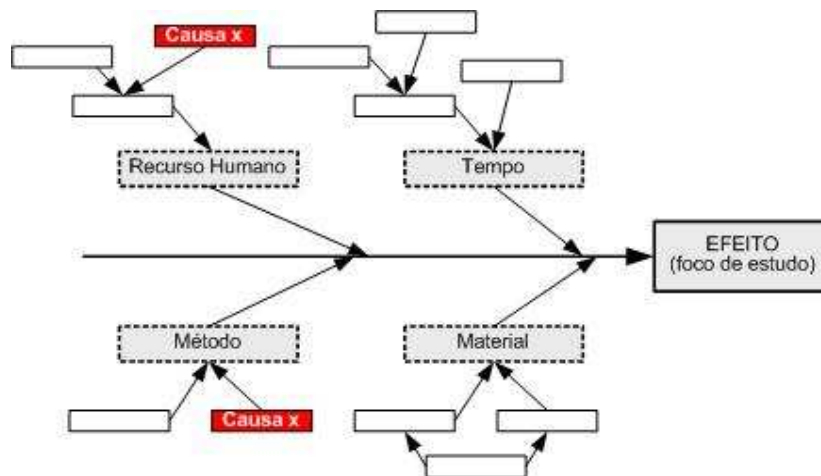 Causa x
Recurso Humano
Tempo
EFEITO
(foco de estudo)
Método
Material
Causa x